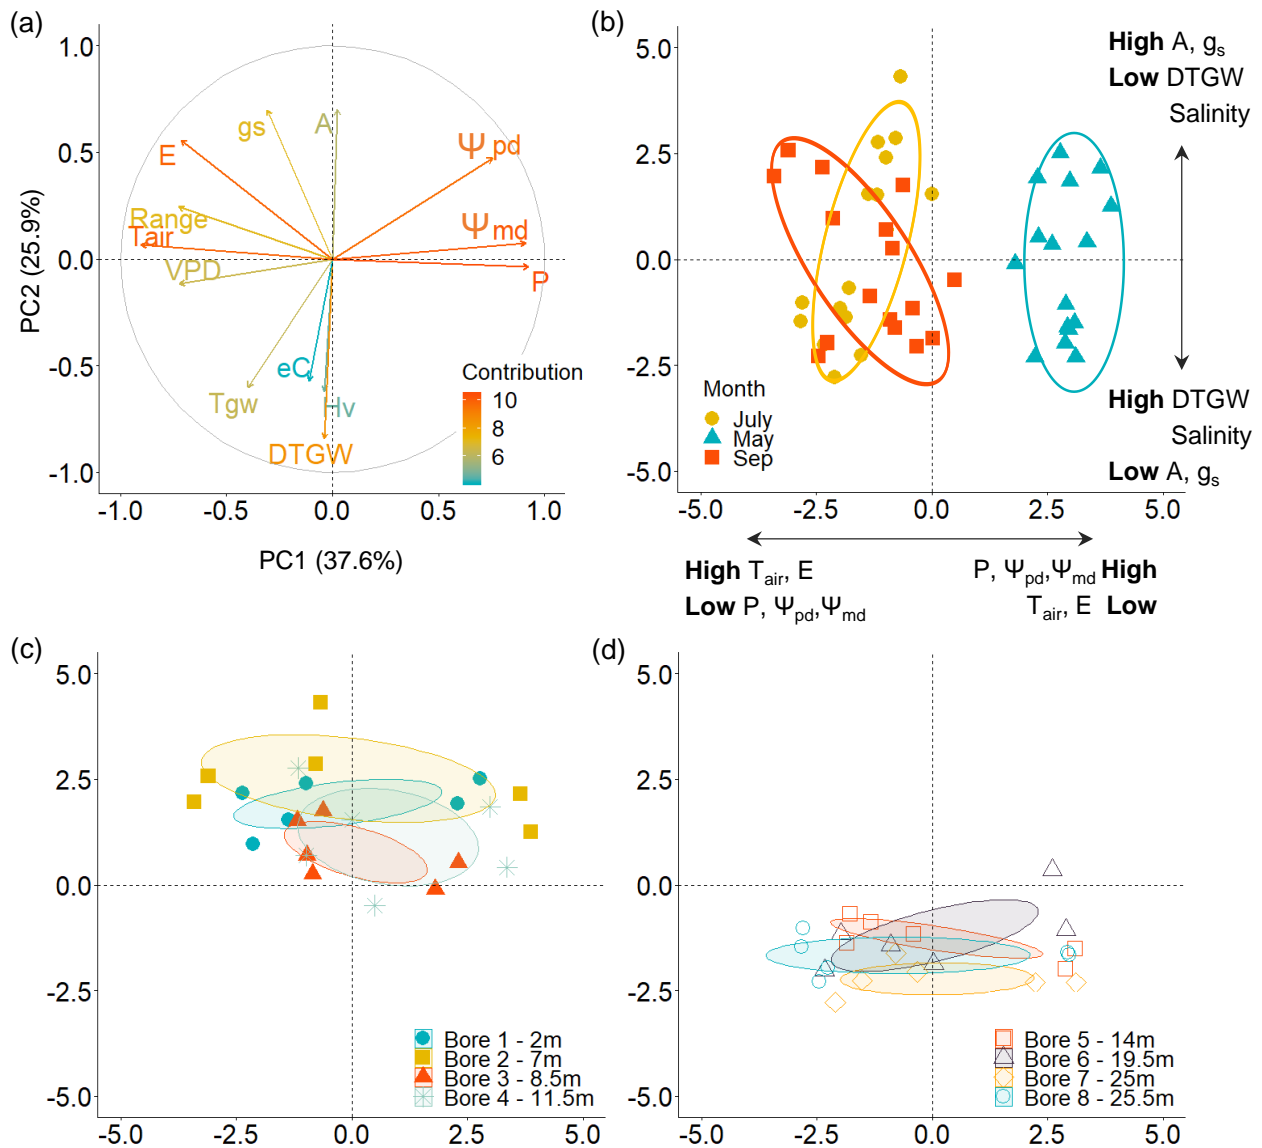 (a)
1.0
0.5
0.0
-0.5
-1.0
PC2 (25.9%)
gs
A
E
Ψpd
Range
Tair
Ψmd
VPD
P
eC
Tgw
Hv
DTGW
Contribution
10
8
6
-1.0 -0.5 0.0 0.5 1.0
PC1 (37.6%)
(b)
5.0
2.5
0.0
-2.5
-5.0
Month
July
May
Sep
-5.0 -2.5 0.0 2.5 5.0
High A, gs
Low DTGW
Salinity
High DTGW
Salinity
Low A, gs
High Tair, E
Low P, Ψpd,Ψmd
P, Ψpd,Ψmd High
Tair, E Low
(c)
5.0
2.5
0.0
-2.5
-5.0
Bore 1 - 2m
Bore 2 - 7m
Bore 3 - 8.5m
Bore 4 - 11.5m
-5.0 -2.5 0.0 2.5 5.0
(d)
5.0
2.5
0.0
-2.5
-5.0
Bore 5 - 14m
Bore 6 - 19.5m
Bore 7 - 25m
Bore 8 - 25.5m
-5.0 -2.5 0.0 2.5 5.0